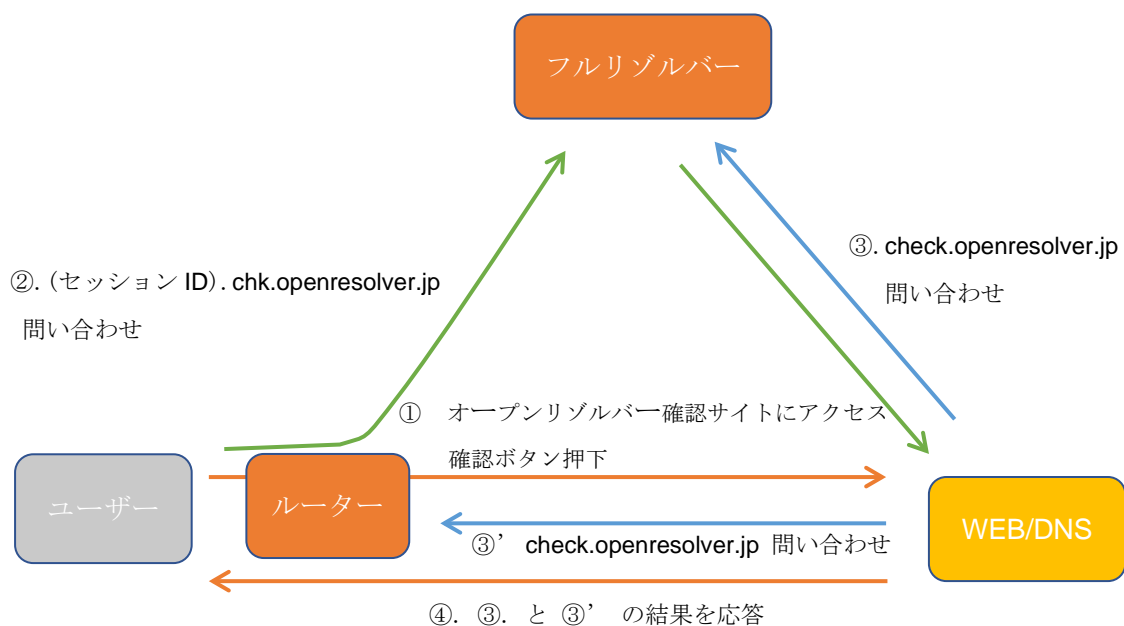 フルリゾルバー
③. check.openresolver.jp
問い合わせ
②. (セッション ID). chk.openresolver.jp
問い合わせ
① オープンリゾルバー確認サイトにアクセス
確認ボタン押下
ユーザー
ルーター
WEB/DNS
③’ check.openresolver.jp 問い合わせ
④. ③. と ③’ の結果を応答